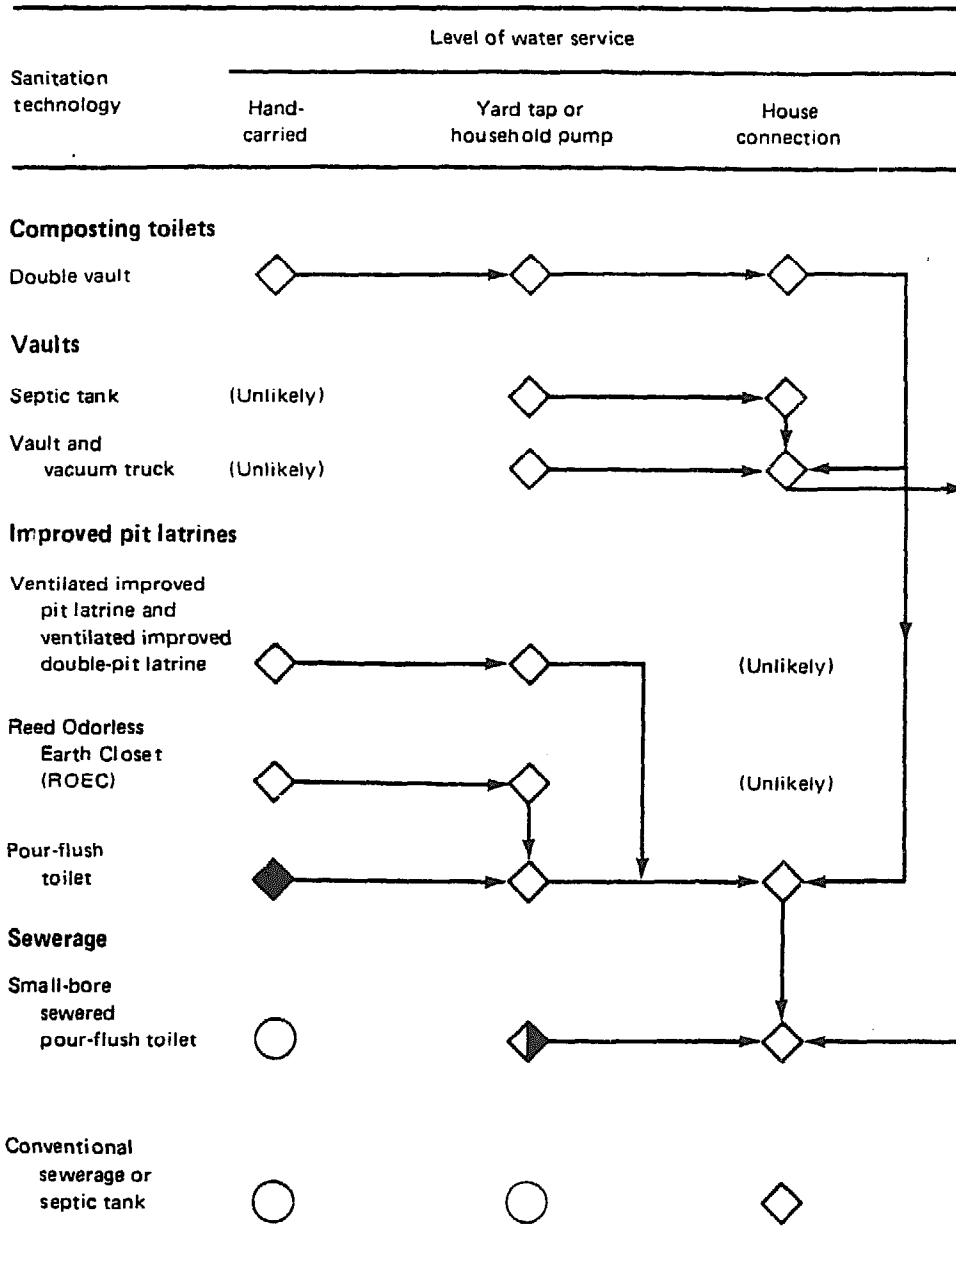 Level of water service
Sanitation
technology
Hand-
carried
Yard tap or
household pump
House
connection
Composting toilets
Double vault
Vaults
Septic tank (Unlikely)
Vault and
vacuum truck (Unlikely)
Improved pit latrines
Ventilated improved
pit latrine and
ventilated improved
double-pit latrine (Unlikely)
Reed Odorless
Earth Closet
(ROEC) (Unlikely)
Pour-flush
toilet
Sewerage
Small-bore
sewered
pour-flush toilet
Conventional
sewerage or
septic tank